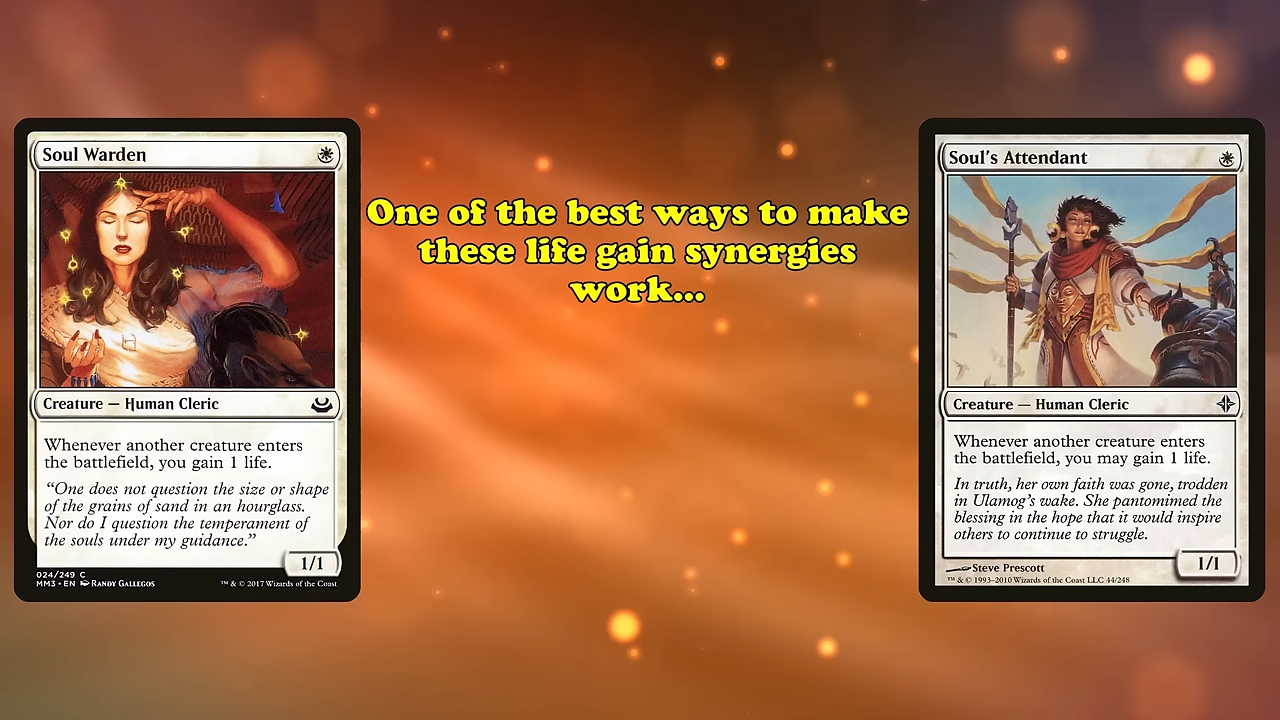 Soul Warden
Creature — Human Cleric
Whenever another creature enters
the battlefield, you gain 1 life.
“One does not question the size or shape
of the grains of sand in an hourglass.
Nor do I question the temperament of
the souls under my guidance.”
1/1
024/249 C
MM3 • EN Randy Gallegos
™ & © 2017 Wizards of the Coast
One of the best ways to make
these life gain synergies
work...
Soul's Attendant
Creature — Human Cleric
Whenever another creature enters
the battlefield, you may gain 1 life.
In truth, her own faith was gone, trodden
in Ulamog's wake. She pantomimed the
blessing in the hope that it would inspire
others to continue to struggle.
1/1
Steve Prescott
™ & © 1993–2010 Wizards of the Coast LLC 44/248